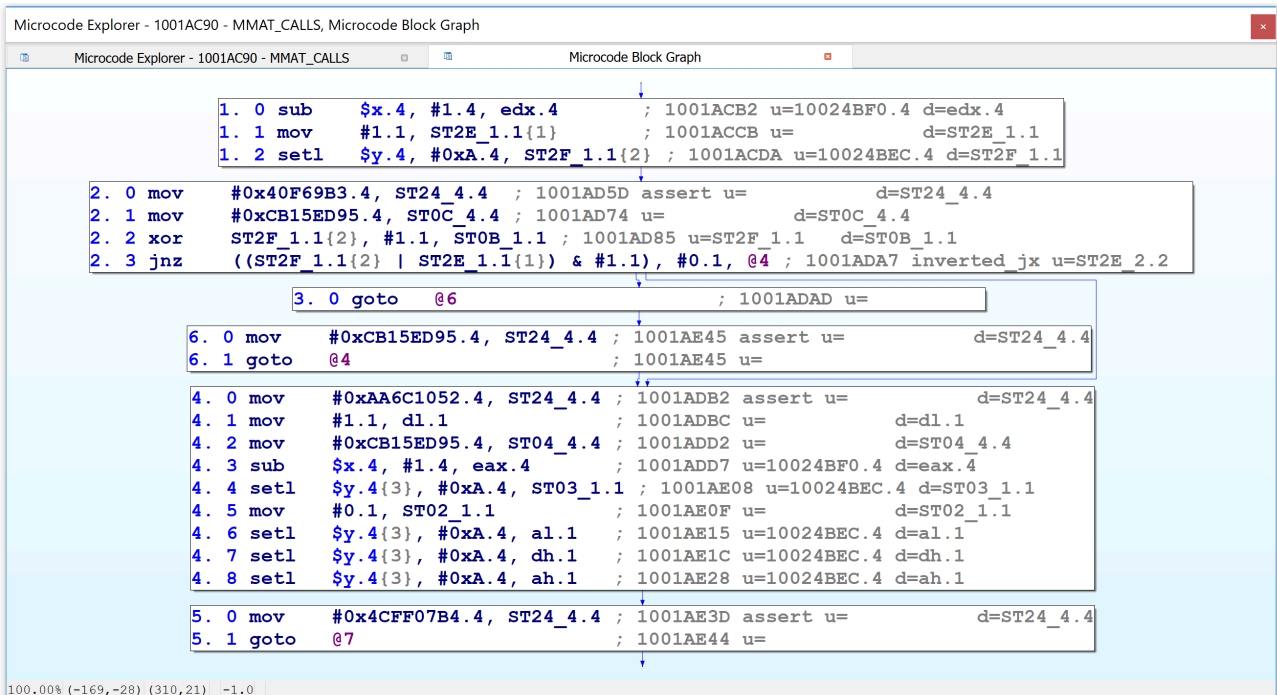 Microcode Explorer - 1001AC90 - MMAT_CALLS, Microcode Block Graph
Microcode Explorer - 1001AC90 - MMAT_CALLS Microcode Block Graph
1. 0 sub $x.4, #1.4, edx.4 ; 1001ACB2 u=10024BF0.4 d=edx.4
1. 1 mov #1.1, ST2E_1.1{1} ; 1001ACCB u= d=ST2E_1.1
1. 2 setl $y.4, #0xA.4, ST2F_1.1{2} ; 1001ACDA u=10024BEC.4 d=ST2F_1.1
2. 0 mov #0x40F69B3.4, ST24_4.4 ; 1001AD5D assert u= d=ST24_4.4
2. 1 mov #0xCB15ED95.4, ST0C_4.4 ; 1001AD74 u= d=ST0C_4.4
2. 2 xor ST2F_1.1{2}, #1.1, ST0B_1.1 ; 1001AD85 u=ST2F_1.1 d=ST0B_1.1
2. 3 jnz ((ST2F_1.1{2} | ST2E_1.1{1}) & #1.1), #0.1, @4 ; 1001ADA7 inverted_jx u=ST2E_2.2
3. 0 goto @6 ; 1001ADAD u=
6. 0 mov #0xCB15ED95.4, ST24_4.4 ; 1001AE45 assert u= d=ST24_4.4
6. 1 goto @4 ; 1001AE45 u=
4. 0 mov #0xAA6C1052.4, ST24_4.4 ; 1001ADB2 assert u= d=ST24_4.4
4. 1 mov #1.1, dl.1 ; 1001ADBC u= d=dl.1
4. 2 mov #0xCB15ED95.4, ST04_4.4 ; 1001ADD2 u= d=ST04_4.4
4. 3 sub $x.4, #1.4, eax.4 ; 1001ADD7 u=10024BF0.4 d=eax.4
4. 4 setl $y.4{3}, #0xA.4, ST03_1.1 ; 1001AE08 u=10024BEC.4 d=ST03_1.1
4. 5 mov #0.1, ST02_1.1 ; 1001AE0F u= d=ST02_1.1
4. 6 setl $y.4{3}, #0xA.4, al.1 ; 1001AE15 u=10024BEC.4 d=al.1
4. 7 setl $y.4{3}, #0xA.4, dh.1 ; 1001AE1C u=10024BEC.4 d=dh.1
4. 8 setl $y.4{3}, #0xA.4, ah.1 ; 1001AE28 u=10024BEC.4 d=ah.1
5. 0 mov #0x4CFF07B4.4, ST24_4.4 ; 1001AE3D assert u= d=ST24_4.4
5. 1 goto @7 ; 1001AE44 u=
100.00% (-169,-28) (310,21) -1.0